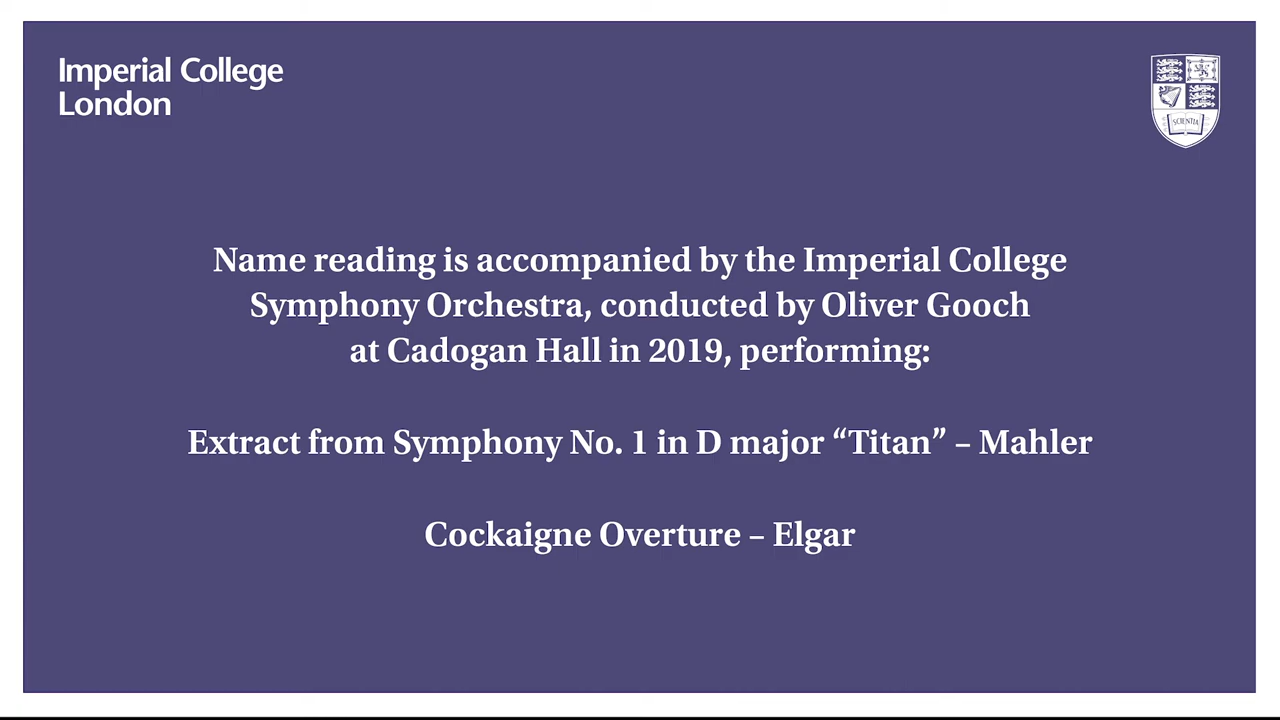 Imperial College
London
SCIENTIA
Name reading is accompanied by the Imperial College
Symphony Orchestra, conducted by Oliver Gooch
at Cadogan Hall in 2019, performing:
Extract from Symphony No. 1 in D major “Titan” – Mahler
Cockaigne Overture – Elgar